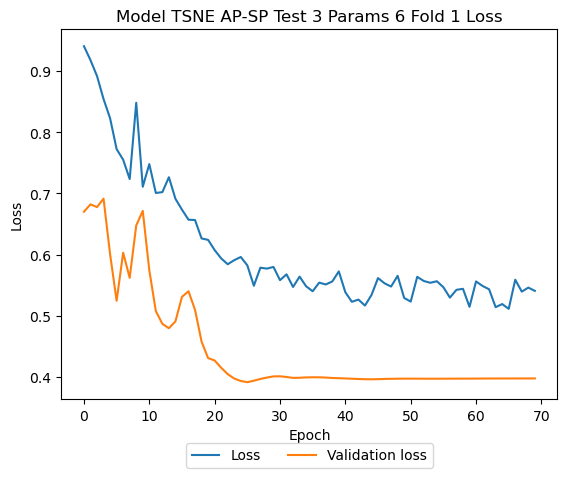 Model TSNE AP-SP Test 3 Params 6 Fold 1 Loss
0.9
0.8
0.7
0.6
0.5
0.4
Loss
0 10 20 30 40 50 60 70
Epoch
Loss Validation loss